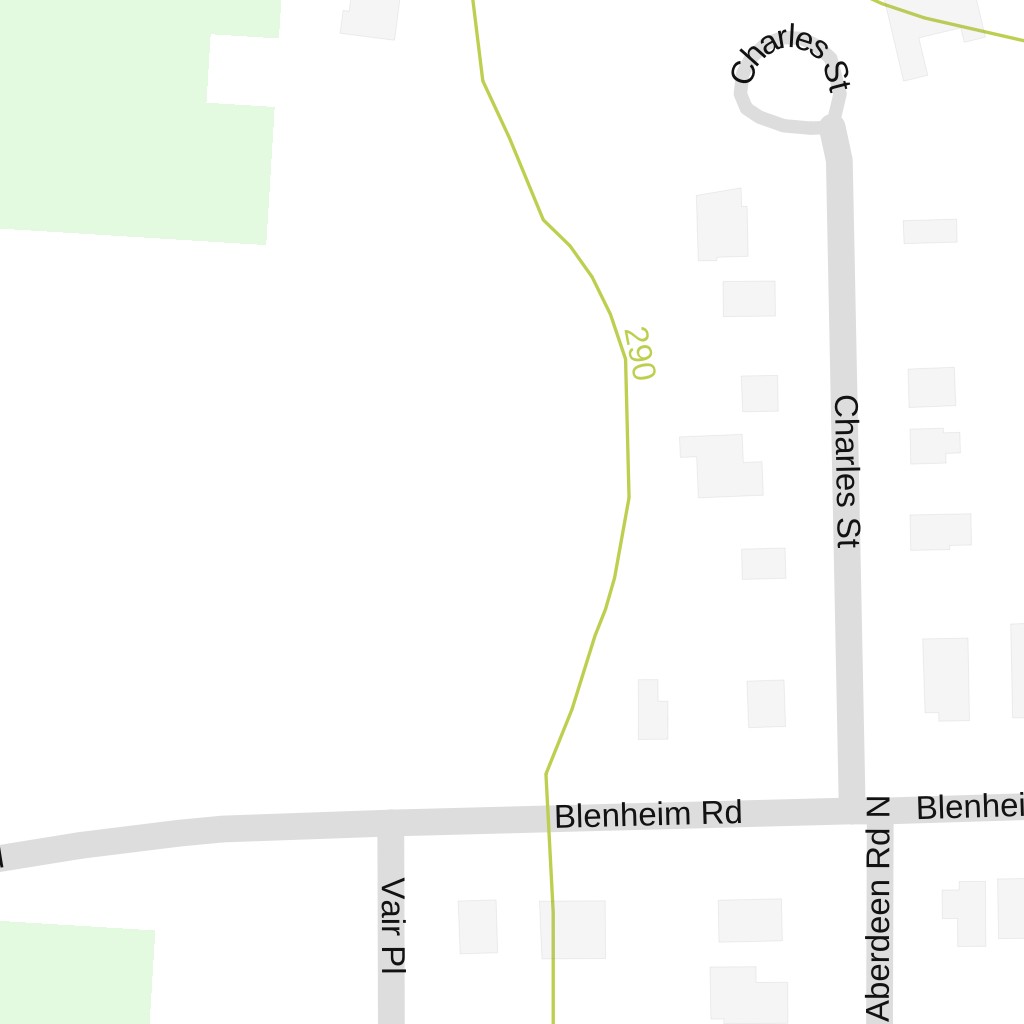 Charles St
290
Charles St
Blenheim Rd
Blenhei
Aberdeen Rd N
Vair Pl